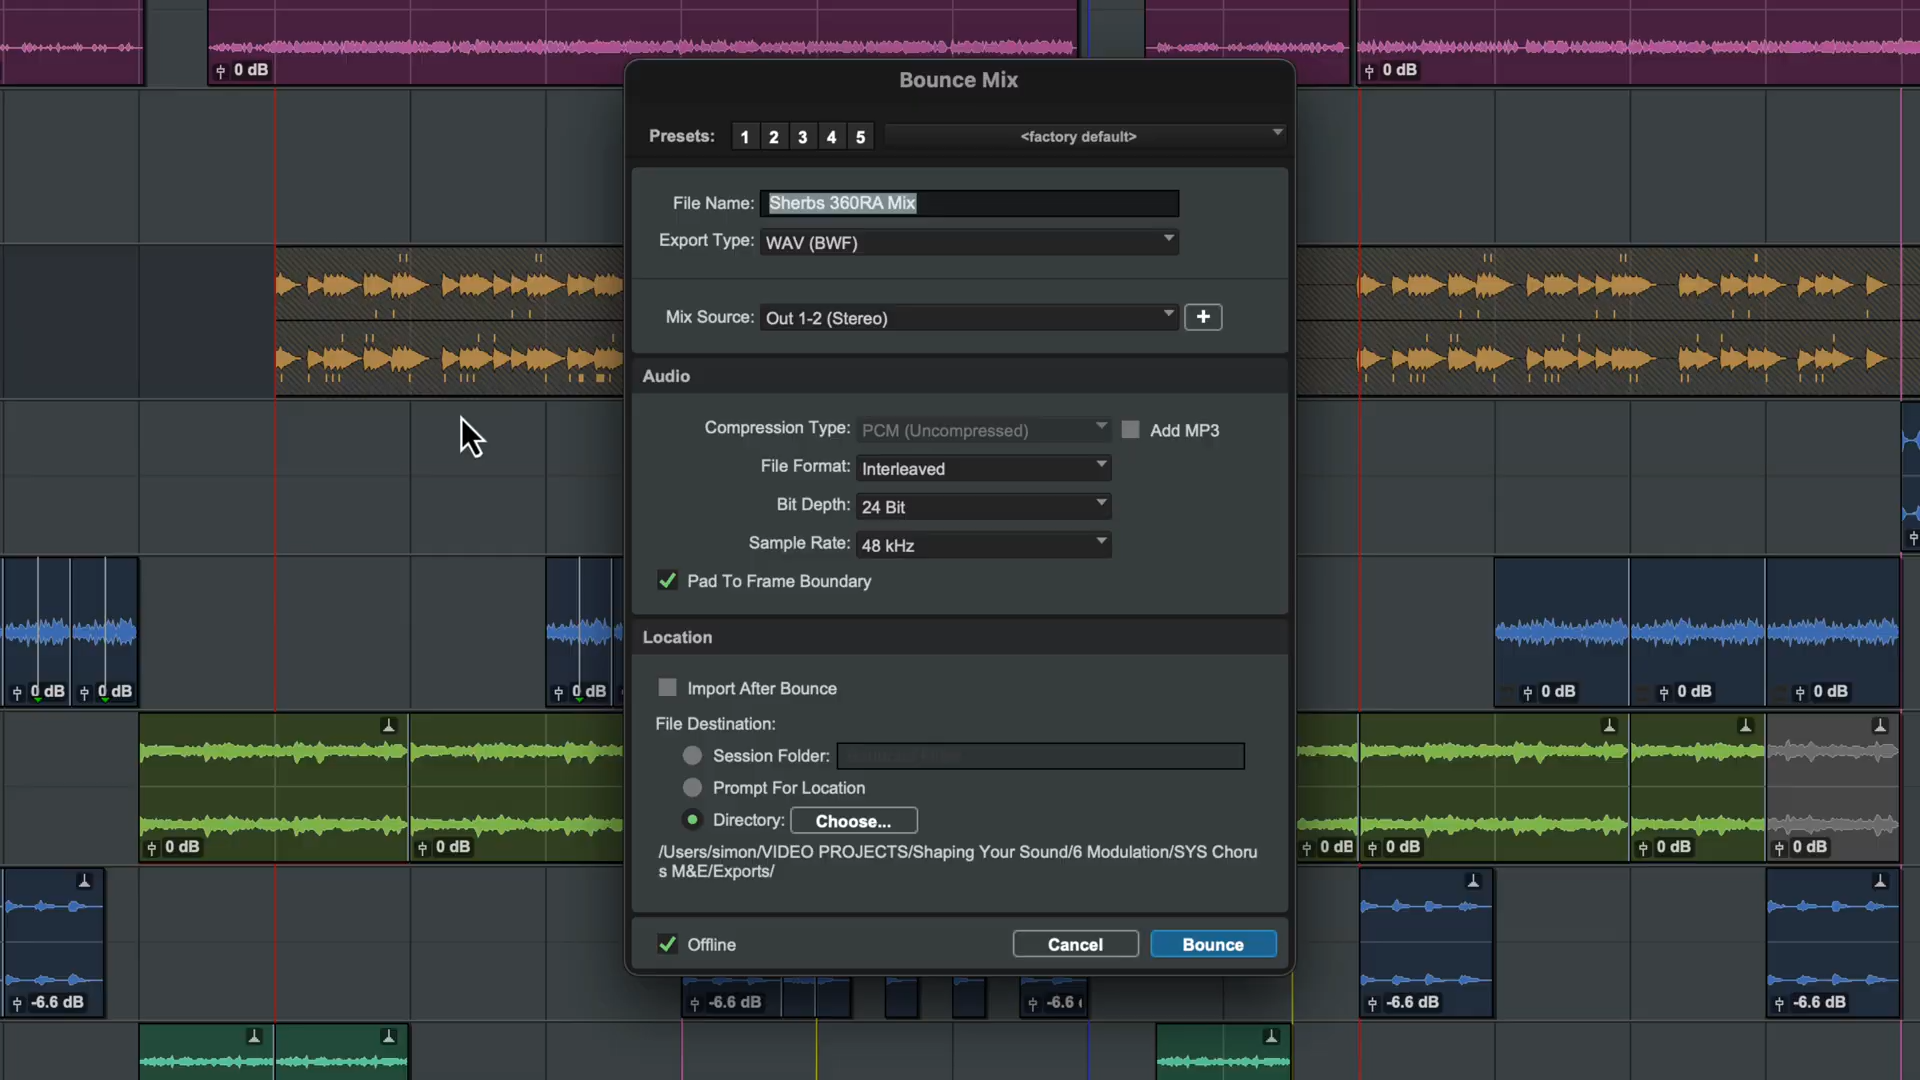 0 dB
0 dB
Bounce Mix
Presets: 1 2 3 4 5 <factory default>
File Name: Sherbs 360RA Mix
Export Type: WAV (BWF)
Mix Source: Out 1-2 (Stereo) +
Audio
Compression Type: PCM (Uncompressed) Add MP3
File Format: Interleaved
Bit Depth: 24 Bit
Sample Rate: 48 kHz
Pad To Frame Boundary
Location
Import After Bounce
File Destination:
Session Folder:
Prompt For Location
Directory: Choose...
/Users/simon/VIDEO PROJECTS/Shaping Your Sound/6 Modulation/SYS Choru
s M&E/Exports/
Offline Cancel Bounce
0 dB 0 dB 0 dB 0 dB 0 dB 0 dB
0 dB 0 dB 0 dB 0 dB 0 dB 0 dB
-6.6 dB -6.6 dB -6.6 -6.6 dB -6.6 dB